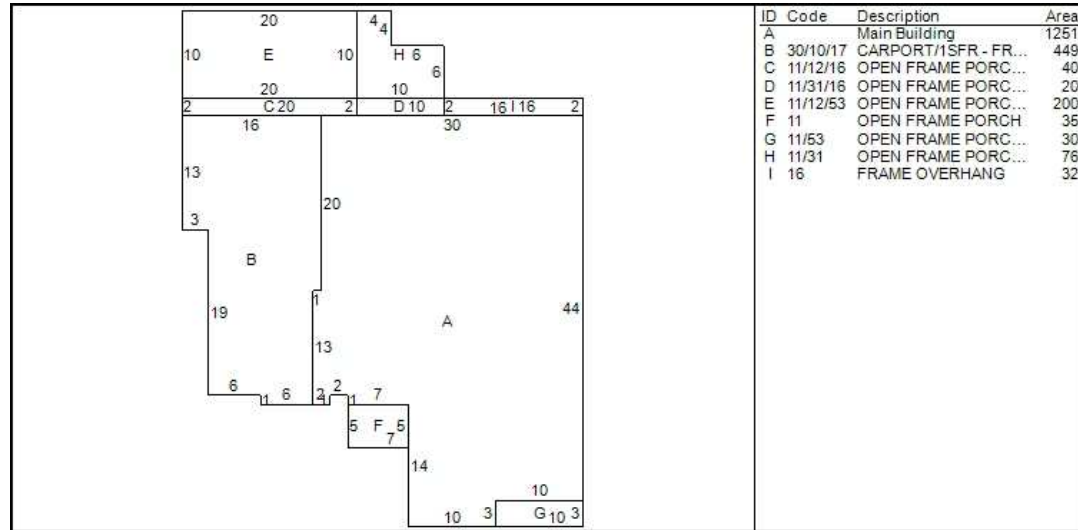 20 4
4
10 E 10 H 6
6
20 10
2 C 20 2 D 10 2 16 I 16 2
16 30
13
20
3
B
19 1 44
A
13
6 1 6 2 1 2 1 7
5 F 5
7
14
10
10 3 G 10 3
ID Code Description Area
A Main Building 1251
B 30/10/17 CARPORT/1SFR - FR... 449
C 11/12/16 OPEN FRAME PORC... 40
D 11/31/16 OPEN FRAME PORC... 20
E 11/12/53 OPEN FRAME PORC... 200
F 11 OPEN FRAME PORCH 35
G 11/53 OPEN FRAME PORC... 30
H 11/31 OPEN FRAME PORC... 76
I 16 FRAME OVERHANG 32